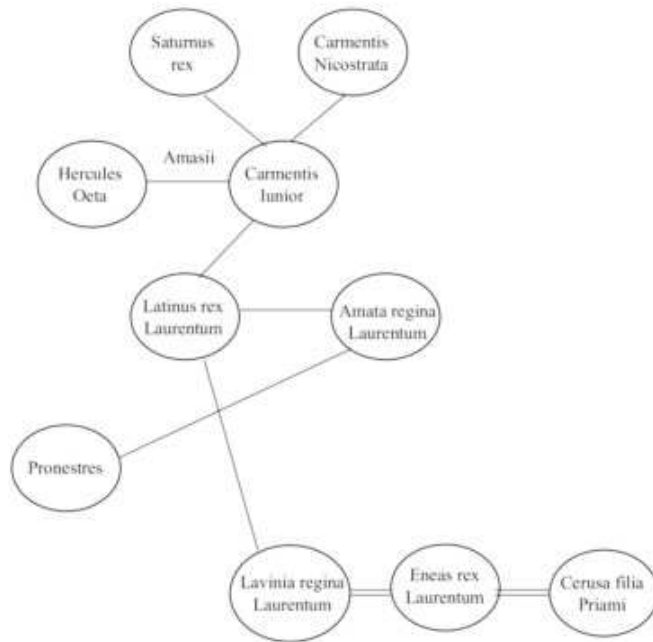 Saturnus
rex
Carmentis
Nicostrata
Amasii
Hercules
Oeta
Carmentis
Iunior
Latinus rex
Laurentum
Amata regina
Laurentum
Pronestres
Lavinia regina
Laurentum
Eneas rex
Laurentum
Cerusa filia
Priami